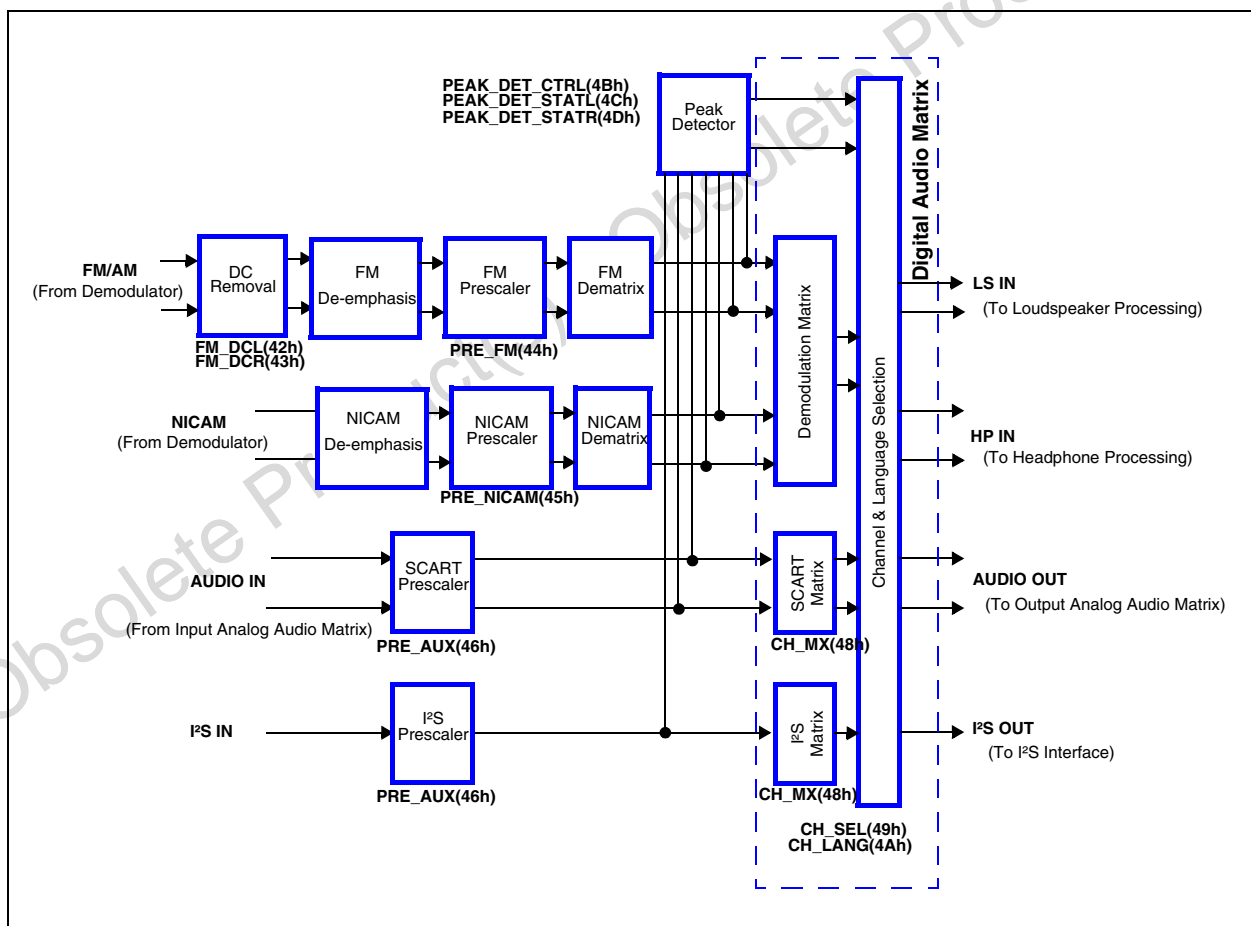 PEAK_DET_CTRL(4Bh)
PEAK_DET_STATL(4Ch)
PEAK_DET_STATR(4Dh)
Peak
Detector
Digital Audio Matrix
FM/AM
(From Demodulator)
DC
Removal
FM_DCL(42h)
FM_DCR(43h)
FM
De-emphasis
FM
Prescaler
PRE_FM(44h)
FM
Dematrix
Demodulation Matrix
Channel & Language Selection
LS IN
(To Loudspeaker Processing)
NICAM
(From Demodulator)
NICAM
De-emphasis
NICAM
Prescaler
PRE_NICAM(45h)
NICAM
Dematrix
HP IN
(To Headphone Processing)
AUDIO IN
(From Input Analog Audio Matrix)
SCART
Prescaler
PRE_AUX(46h)
SCART
Matrix
CH_MX(48h)
AUDIO OUT
(To Output Analog Audio Matrix)
I²S IN
I²S
Prescaler
PRE_AUX(46h)
I²S
Matrix
CH_MX(48h)
I²S OUT
(To I²S Interface)
CH_SEL(49h)
CH_LANG(4Ah)
Obsolete Product(s) Obsolete Pro